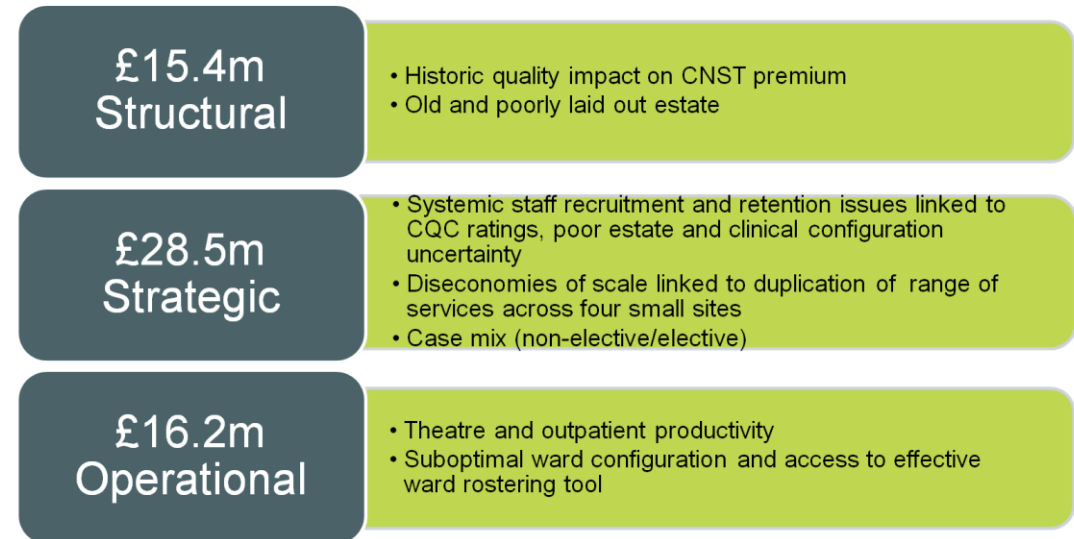 £15.4m
Structural
• Historic quality impact on CNST premium
• Old and poorly laid out estate
£28.5m
Strategic
• Systemic staff recruitment and retention issues linked to
CQC ratings, poor estate and clinical configuration
uncertainty
• Diseconomies of scale linked to duplication of range of
services across four small sites
• Case mix (non-elective/elective)
£16.2m
Operational
• Theatre and outpatient productivity
• Suboptimal ward configuration and access to effective
ward rostering tool